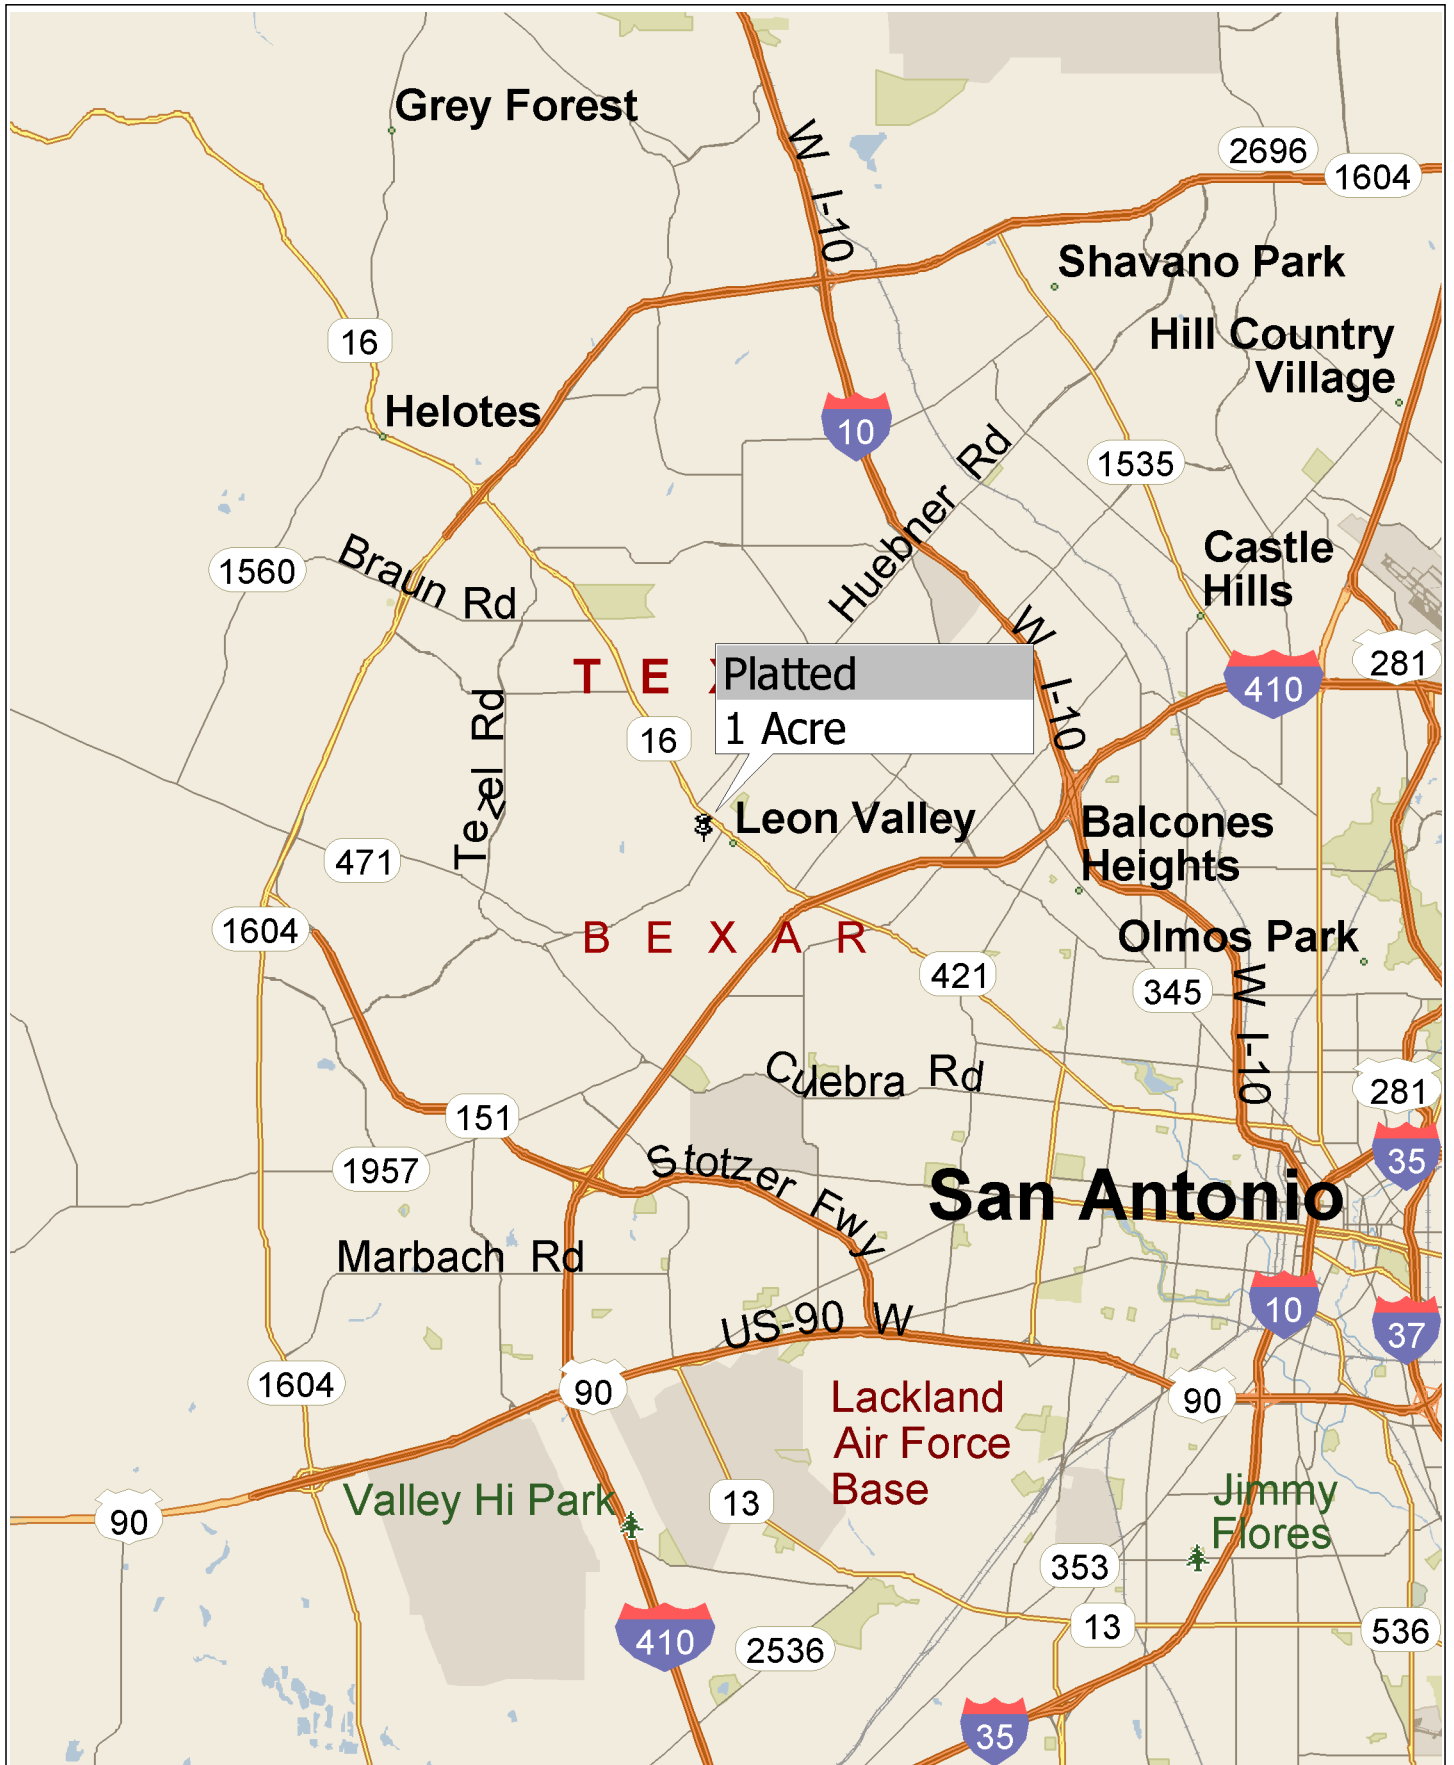 Grey Forest
W I-10
2696
1604
Shavano Park
Hill Country
Village
16
Helotes
10
Huebner Rd
1535
Castle
Hills
1560
Braun Rd
W I-10
281
410
T E X
Platted
1 Acre
16
Tezel Rd
Leon Valley
Balcones
Heights
471
1604
B E X A R
Olmos Park
421
345
W I-10
Culebra Rd
281
151
35
1957
Stotzer Fwy
San Antonio
Marbach Rd
10
US-90 W
37
1604
90
90
Lackland
Air Force
Base
Valley Hi Park
13
Jimmy
Flores
90
353
13
536
410
2536
35